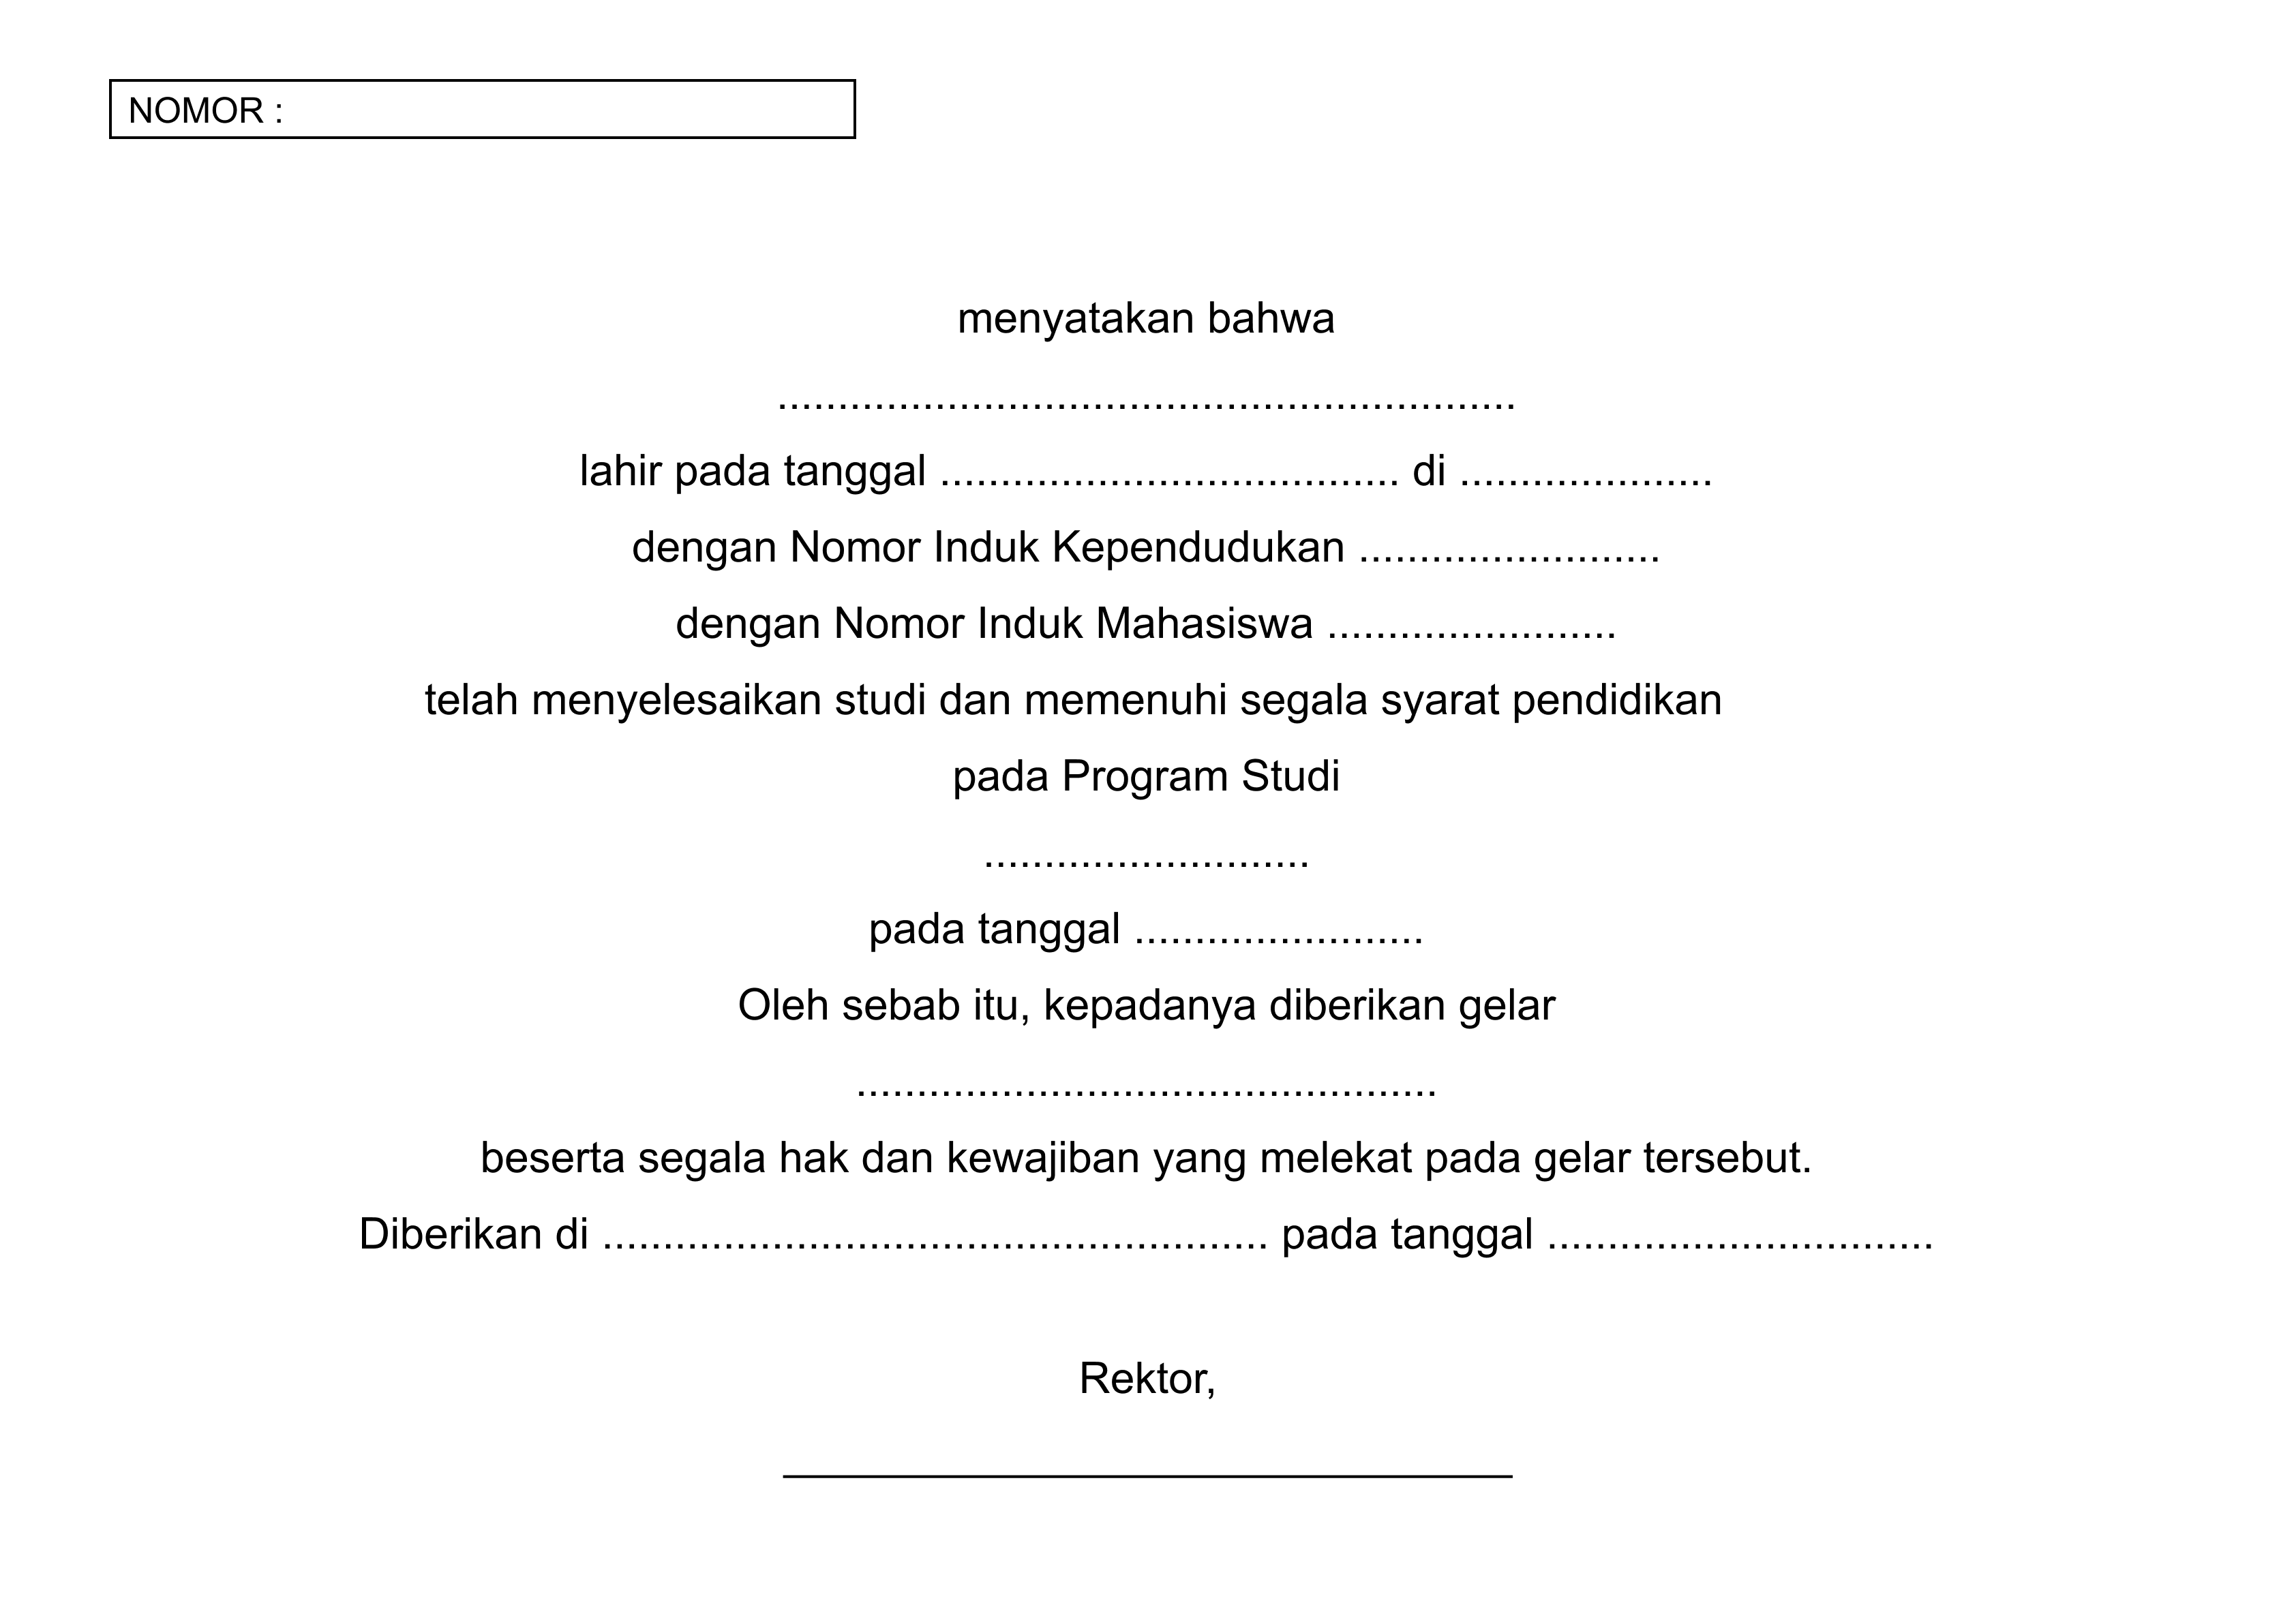 NOMOR :
menyatakan bahwa
.............................................................
lahir pada tanggal ...................................... di .....................
dengan Nomor Induk Kependudukan .........................
dengan Nomor Induk Mahasiswa ........................
telah menyelesaikan studi dan memenuhi segala syarat pendidikan
pada Program Studi
...........................
pada tanggal ........................
Oleh sebab itu, kepadanya diberikan gelar
................................................
beserta segala hak dan kewajiban yang melekat pada gelar tersebut.
Diberikan di ....................................................... pada tanggal ................................
Rektor,